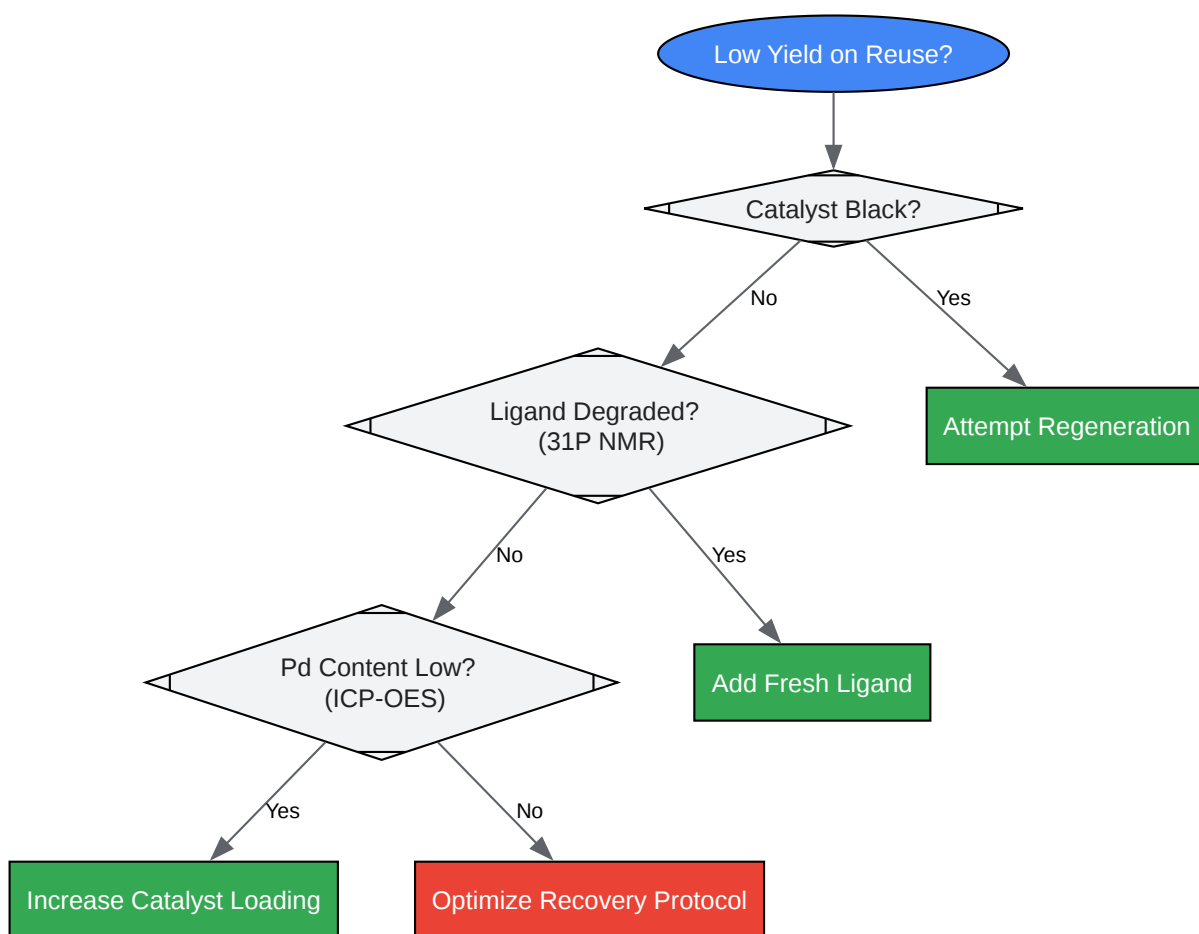 Low Yield on Reuse?
Catalyst Black?
No
Yes
Ligand Degraded?
(31P NMR)
Attempt Regeneration
No
Yes
Pd Content Low?
(ICP-OES)
Add Fresh Ligand
Yes
No
Increase Catalyst Loading
Optimize Recovery Protocol